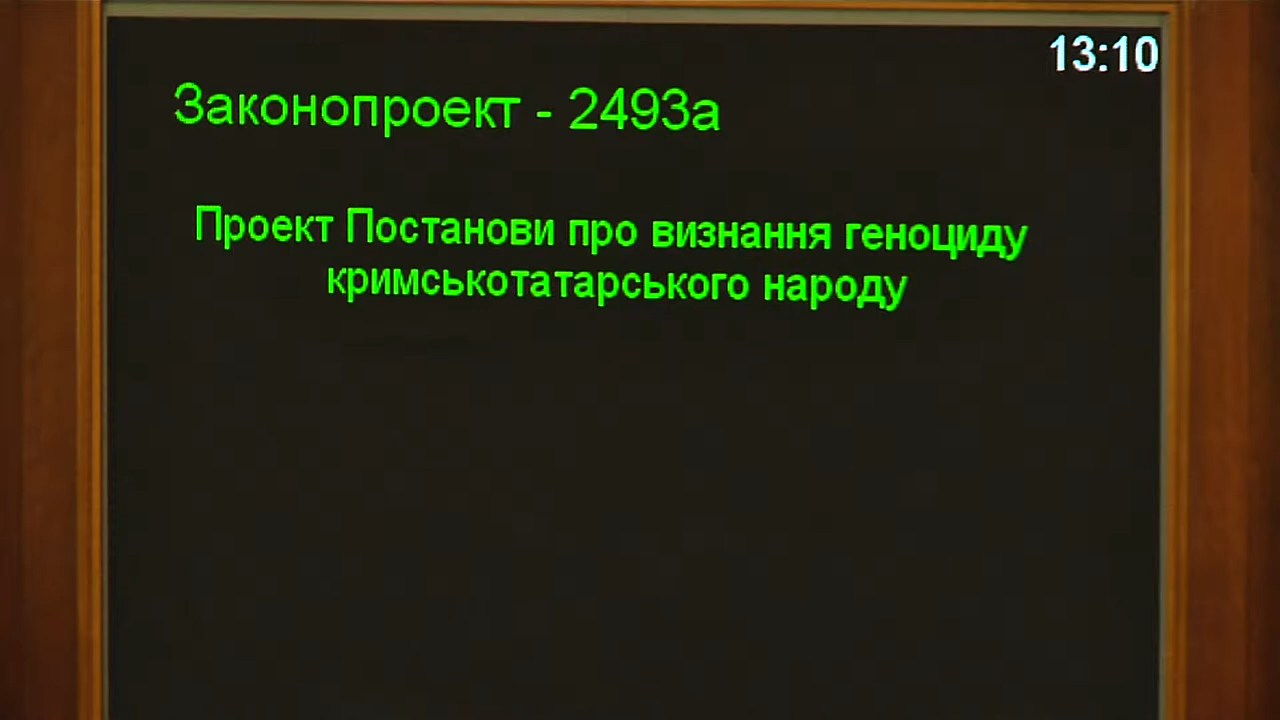 13:10
Законопроект - 2493а
Проект Постанови про визнання геноциду
кримськотатарського народу